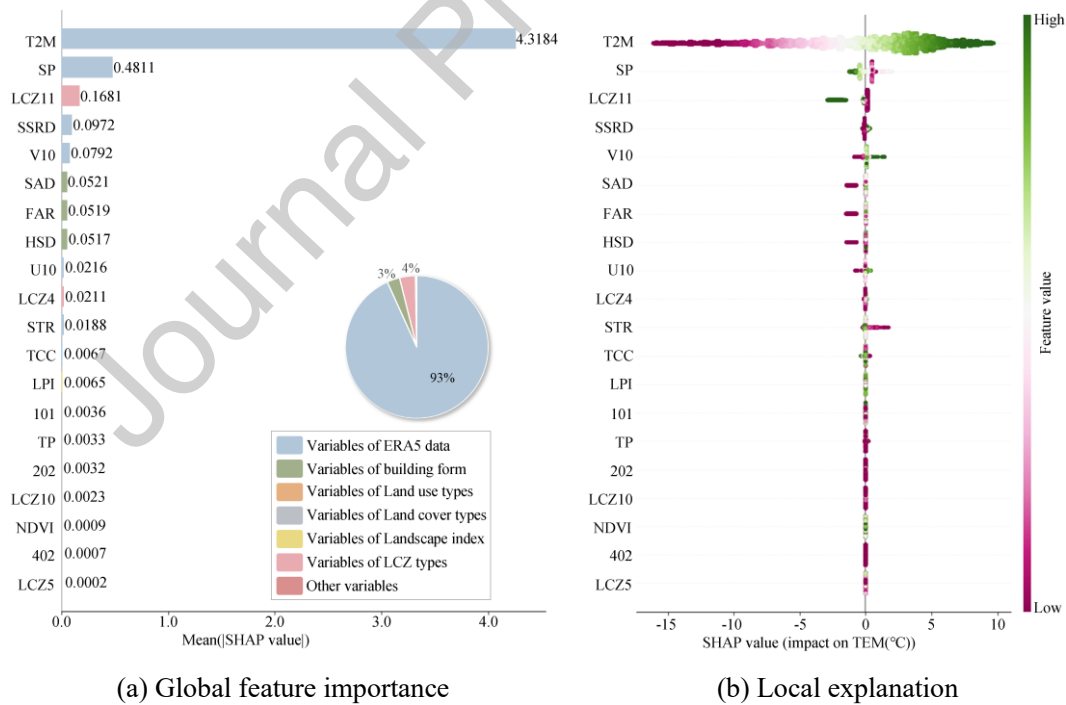 T2M 4.3184
SP 0.4811
LCZ11 0.1681
SSRD 0.0972
V10 0.0792
SAD 0.0521
FAR 0.0519
HSD 0.0517
U10 0.0216
LCZ4 0.0211
STR 0.0188
TCC 0.0067
LPI 0.0065
101 0.0036
TP 0.0033
202 0.0032
LCZ10 0.0023
NDVI 0.0009
402 0.0007
LCZ5 0.0002
0.0 1.0 2.0 3.0 4.0
Mean(|SHAP value|)
3% 4%
93%
Variables of ERA5 data
Variables of building form
Variables of Land use types
Variables of Land cover types
Variables of Landscape index
Variables of LCZ types
Other variables
(a) Global feature importance
Journal Pr
T2M
SP
LCZ11
SSRD
V10
SAD
FAR
HSD
U10
LCZ4
STR
TCC
LPI
101
TP
202
LCZ10
NDVI
402
LCZ5
-15 -10 -5 0 5 10
SHAP value (impact on TEM(℃))
High
Feature value
Low
(b) Local explanation